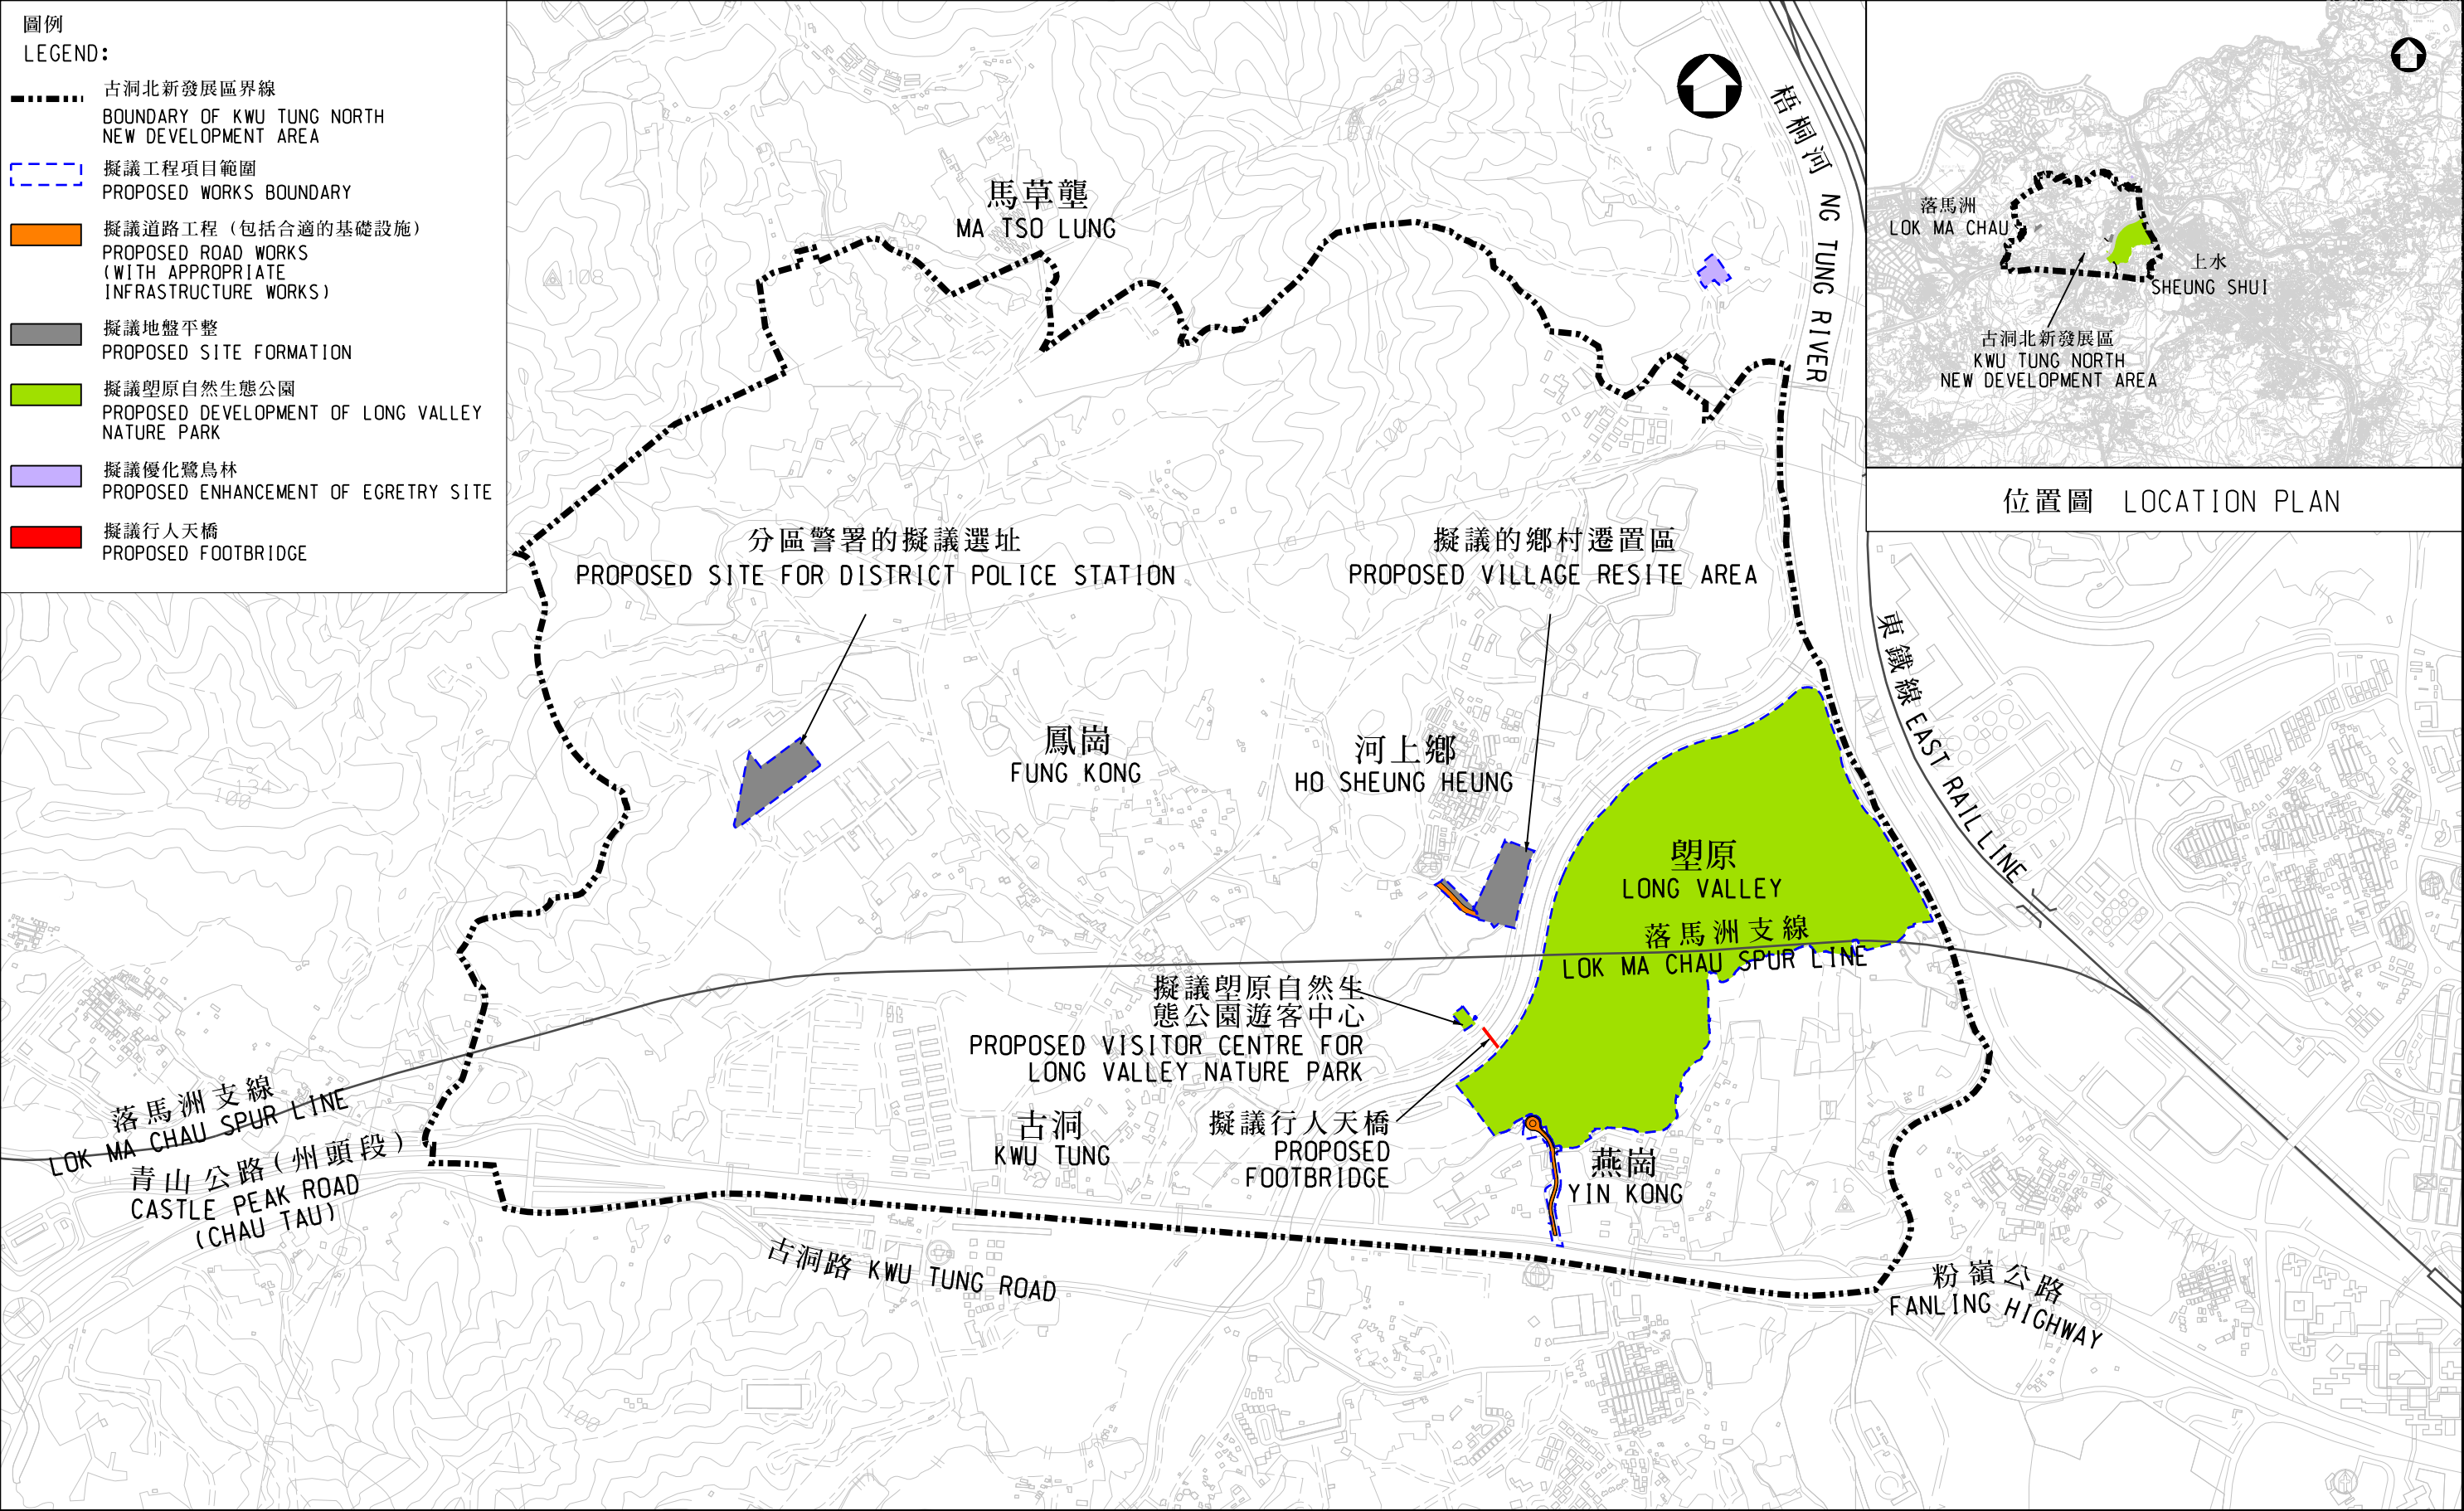 圖例
LEGEND:
古洞北新發展區界線
BOUNDARY OF KWU TUNG NORTH
NEW DEVELOPMENT AREA
擬議工程項目範圍
PROPOSED WORKS BOUNDARY
擬議道路工程（包括合適的基礎設施）
PROPOSED ROAD WORKS
(WITH APPROPRIATE
INFRASTRUCTURE WORKS)
擬議地盤平整
PROPOSED SITE FORMATION
擬議塱原自然生態公園
PROPOSED DEVELOPMENT OF LONG VALLEY
NATURE PARK
擬議優化鷺鳥林
PROPOSED ENHANCEMENT OF EGRETRY SITE
擬議行人天橋
PROPOSED FOOTBRIDGE
馬草壟
MA TSO LUNG
梧桐河 NG TUNG RIVER
落馬洲
LOK MA CHAU
上水
SHEUNG SHUI
古洞北新發展區
KWU TUNG NORTH
NEW DEVELOPMENT AREA
位置圖 LOCATION PLAN
分區警署的擬議選址
PROPOSED SITE FOR DISTRICT POLICE STATION
擬議的鄉村遷置區
PROPOSED VILLAGE RESITE AREA
東鐵線 EAST RAIL LINE
鳳崗
FUNG KONG
河上鄉
HO SHEUNG HEUNG
塱原
LONG VALLEY
落馬洲支線
LOK MA CHAU SPUR LINE
擬議塱原自然生
態公園遊客中心
PROPOSED VISITOR CENTRE FOR
LONG VALLEY NATURE PARK
擬議行人天橋
PROPOSED
FOOTBRIDGE
古洞
KWU TUNG
燕崗
YIN KONG
落馬洲支線
LOK MA CHAU SPUR LINE
青山公路(州頭段)
CASTLE PEAK ROAD
(CHAU TAU)
古洞路 KWU TUNG ROAD
粉嶺公路
FANLING HIGHWAY
108
183
183
100
134
100
100
16